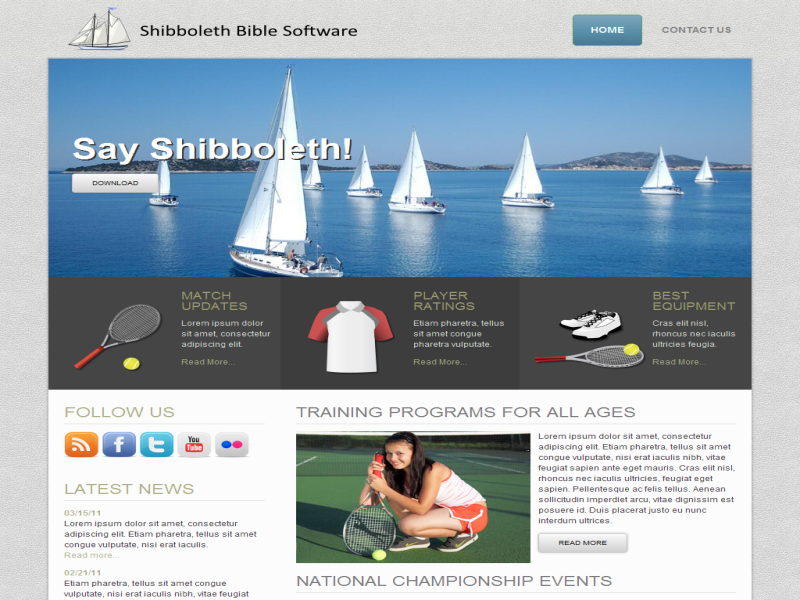 Shibboleth Bible Software
HOME
CONTACT US
Say Shibboleth!
DOWNLOAD
MATCH
UPDATES
Lorem ipsum dolor
sit amet, consectetur
adipiscing elit.
Read More...
PLAYER
RATINGS
Etiam pharetra, tellus
sit amet congue
pharetra vulputate.
Read More...
BEST
EQUIPMENT
Cras elit nisl,
rhoncus nec iaculis
ultricies feugia.
Read More...
FOLLOW US
You
Tube
LATEST NEWS
03/15/11
Lorem ipsum dolor sit amet, consectetur
adipiscing elit. Etiam pharetra, tellus sit amet
congue vulputate, nisi erat iaculis.
Read more...
02/21/11
Etiam pharetra, tellus sit amet congue
vulputate, nisi erat iaculis nibh, vitae feugiat
TRAINING PROGRAMS FOR ALL AGES
Lorem ipsum dolor sit amet, consectetur
adipiscing elit. Etiam pharetra, tellus sit amet
congue vulputate, nisi erat iaculis nibh, vitae
feugiat sapien ante eget mauris. Cras elit nisl,
rhoncus nec iaculis ultricies, feugiat eget
sapien. Pellentesque ac felis tellus. Aenean
sollicitudin imperdiet arcu, vitae dignissim est
posuere id. Duis placerat justo eu nunc
interdum ultrices.
READ MORE
NATIONAL CHAMPIONSHIP EVENTS